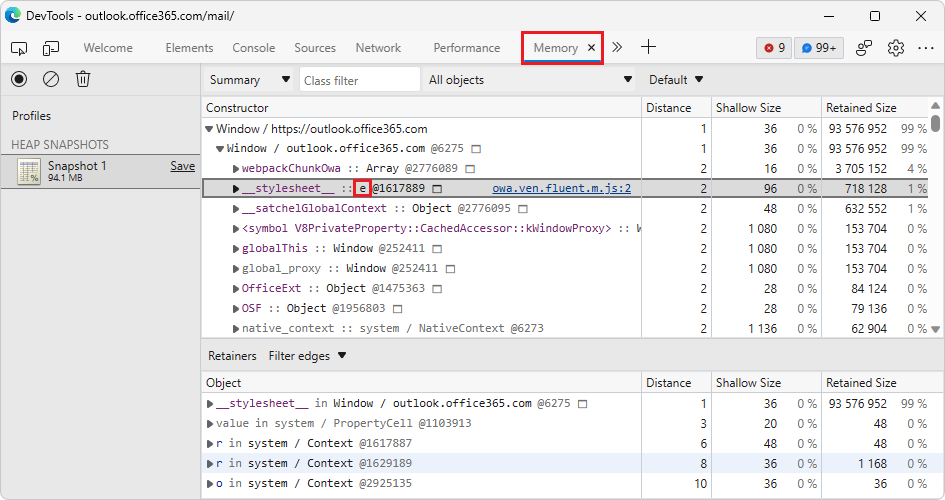 DevTools - outlook.office365.com/mail/
Welcome Elements Console Sources Network Performance Memory 9 99+
Summary Class filter All objects Default
Profiles
HEAP SNAPSHOTS
Snapshot 1 Save
94.1 MB
Constructor Distance Shallow Size Retained Size
Window / https://outlook.office365.com 1 36 0 % 93 576 952 99 %
Window / outlook.office365.com @6275 1 36 0 % 93 576 952 99 %
webpackChunkOwa :: Array @2776089 2 16 0 % 3 705 152 4 %
__stylesheet__ :: e @1617889 owa.ven.fluent.m.js:2 2 96 0 % 718 128 1 %
__satchelGlobalContext :: Object @2776095 2 48 0 % 632 552 1 %
<symbol V8PrivateProperty::CachedAccessor::kWindowProxy> :: W 2 1 080 0 % 153 704 0 %
globalThis :: Window @252411 2 1 080 0 % 153 704 0 %
global_proxy :: Window @252411 2 1 080 0 % 153 704 0 %
OfficeExt :: Object @1475363 2 28 0 % 84 124 0 %
OSF :: Object @1956803 2 28 0 % 79 136 0 %
native_context :: system / NativeContext @6273 2 1 136 0 % 62 904 0 %
Retainers Filter edges
Object Distance Shallow Size Retained Size
__stylesheet__ in Window / outlook.office365.com @6275 1 36 0 % 93 576 952 99 %
value in system / PropertyCell @1103913 3 20 0 % 48 0 %
r in system / Context @1617887 6 48 0 % 48 0 %
r in system / Context @1629189 8 36 0 % 1 168 0 %
o in system / Context @2925135 10 36 0 % 36 0 %